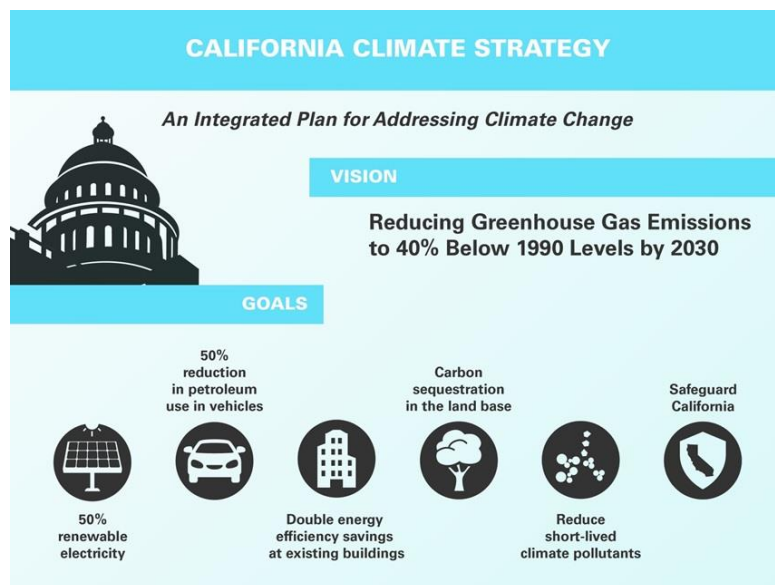 CALIFORNIA CLIMATE STRATEGY
An Integrated Plan for Addressing Climate Change
VISION
Reducing Greenhouse Gas Emissions
to 40% Below 1990 Levels by 2030
GOALS
50%
renewable
electricity
50%
reduction
in petroleum
use in vehicles
Double energy
efficiency savings
at existing buildings
Carbon
sequestration
in the land base
Reduce
short-lived
climate pollutants
Safeguard
California